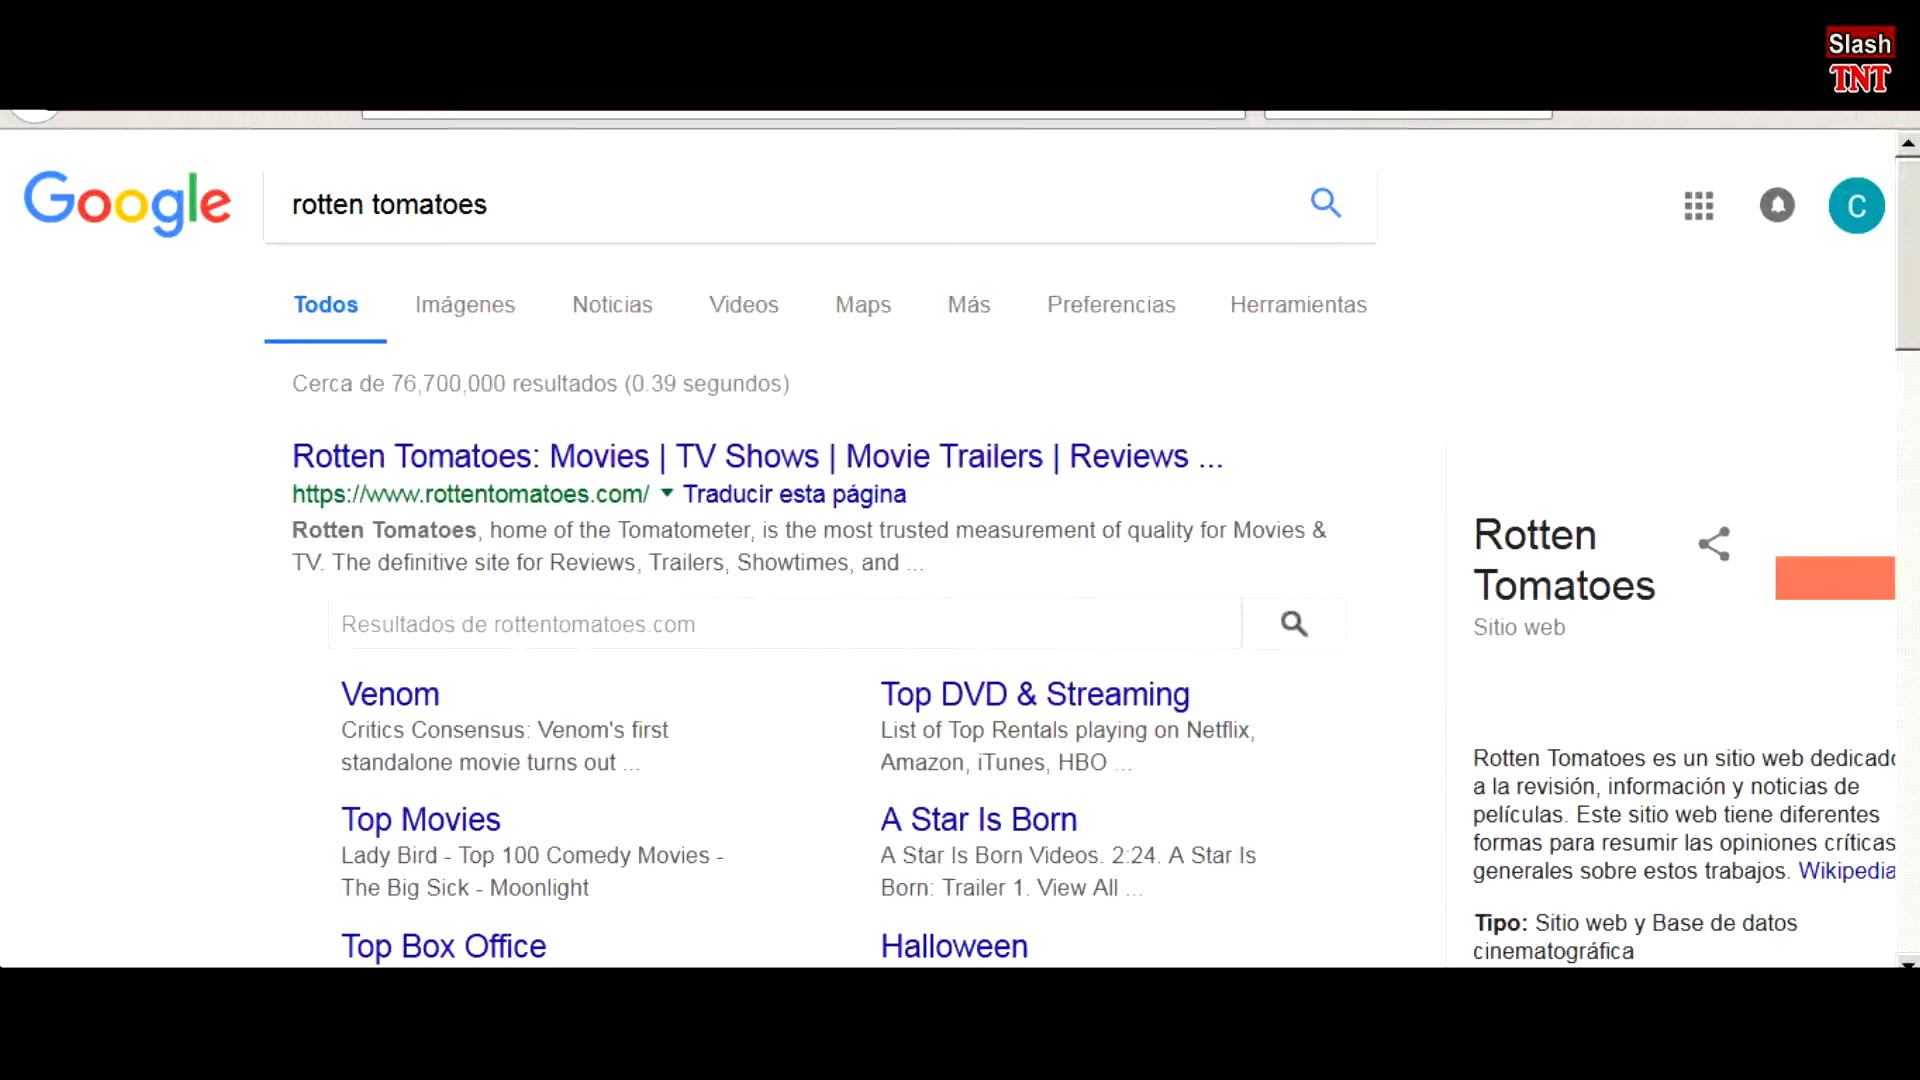 Slash
TNT
Google
rotten tomatoes
C
Todos Imágenes Noticias Videos Maps Más Preferencias Herramientas
Cerca de 76,700,000 resultados (0.39 segundos)
Rotten Tomatoes: Movies | TV Shows | Movie Trailers | Reviews ...
https://www.rottentomatoes.com/ Traducir esta página
Rotten Tomatoes, home of the Tomatometer, is the most trusted measurement of quality for Movies &
TV. The definitive site for Reviews, Trailers, Showtimes, and ...
Resultados de rottentomatoes.com
Venom
Critics Consensus: Venom's first
standalone movie turns out ...
Top DVD & Streaming
List of Top Rentals playing on Netflix,
Amazon, iTunes, HBO ...
Top Movies
Lady Bird - Top 100 Comedy Movies -
The Big Sick - Moonlight
A Star Is Born
A Star Is Born Videos. 2:24. A Star Is
Born: Trailer 1. View All ...
Top Box Office
Halloween
Rotten
Tomatoes
Sitio web
Rotten Tomatoes es un sitio web dedicado
a la revisión, información y noticias de
películas. Este sitio web tiene diferentes
formas para resumir las opiniones críticas
generales sobre estos trabajos. Wikipedia
Tipo: Sitio web y Base de datos
cinematográfica